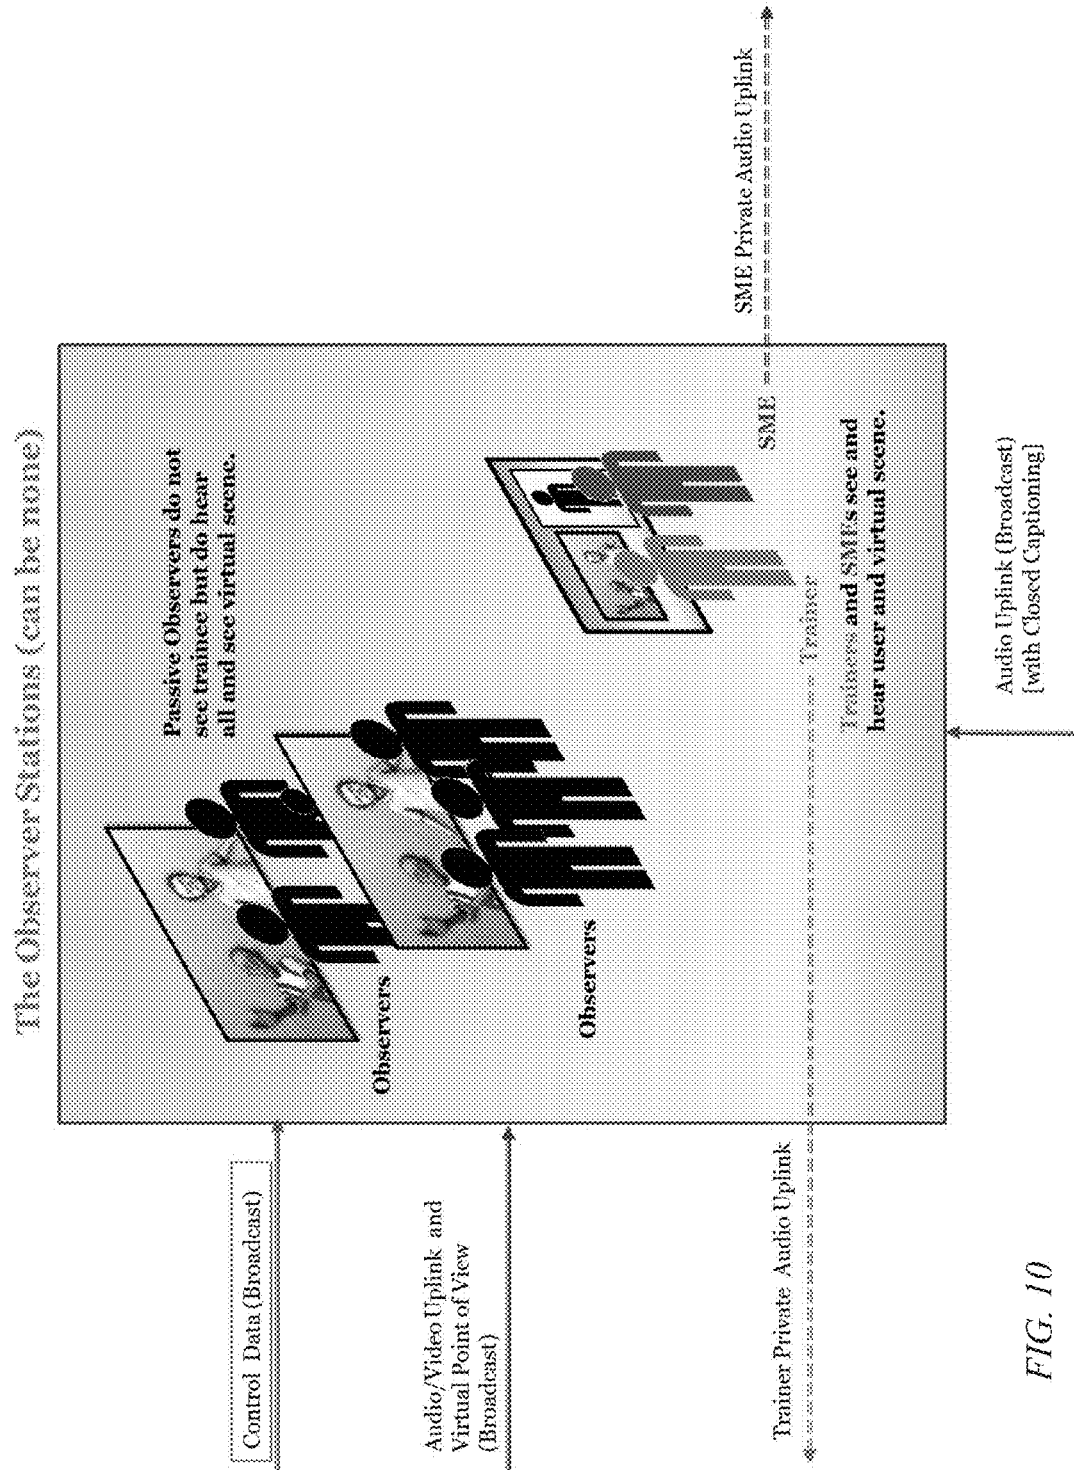 The Observer Stations (can be none)
Control Data (Broadcast)
Audio/Video Uplink and
Virtual Point of View
(Broadcast)
Trainer Private Audio Uplink
Observers
Observers
Passive Observers do not
see trainee but do hear
all and see virtual scene.
Trainer
SME
Trainers and SMEs see and
hear user and virtual scene.
SME Private Audio Uplink
Audio Uplink (Broadcast)
[with Closed Captioning]
FIG. 10